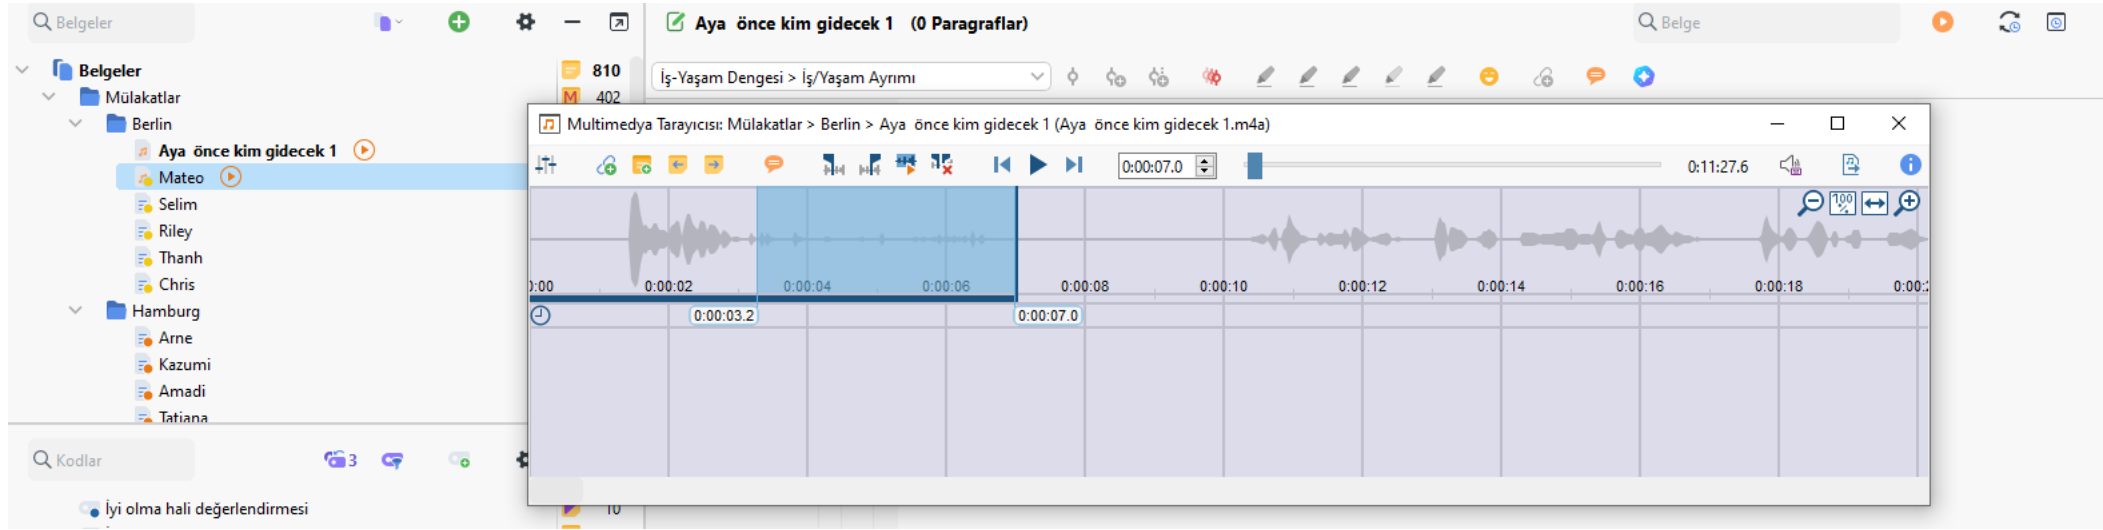 Belgeler
Aya önce kim gidecek 1 (0 Paragraflar)
Belge
Belgeler 810
Mülakatlar 402
Berlin
Aya önce kim gidecek 1
Mateo
Selim
Riley
Thanh
Chris
Hamburg
Arne
Kazumi
Amadi
Tatiana
Kodlar
3
İyi olma hali değerlendirmesi 10
İş-Yaşam Dengesi > İş/Yaşam Ayrımı
Multimedya Tarayıcısı: Mülakatlar > Berlin > Aya önce kim gidecek 1 (Aya önce kim gidecek 1.m4a)
0:00:07.0 0:11:27.6
100%
0:00:02 0:00:04 0:00:06 0:00:08 0:00:10 0:00:12 0:00:14 0:00:16 0:00:18
0:00:03.2 0:00:07.0